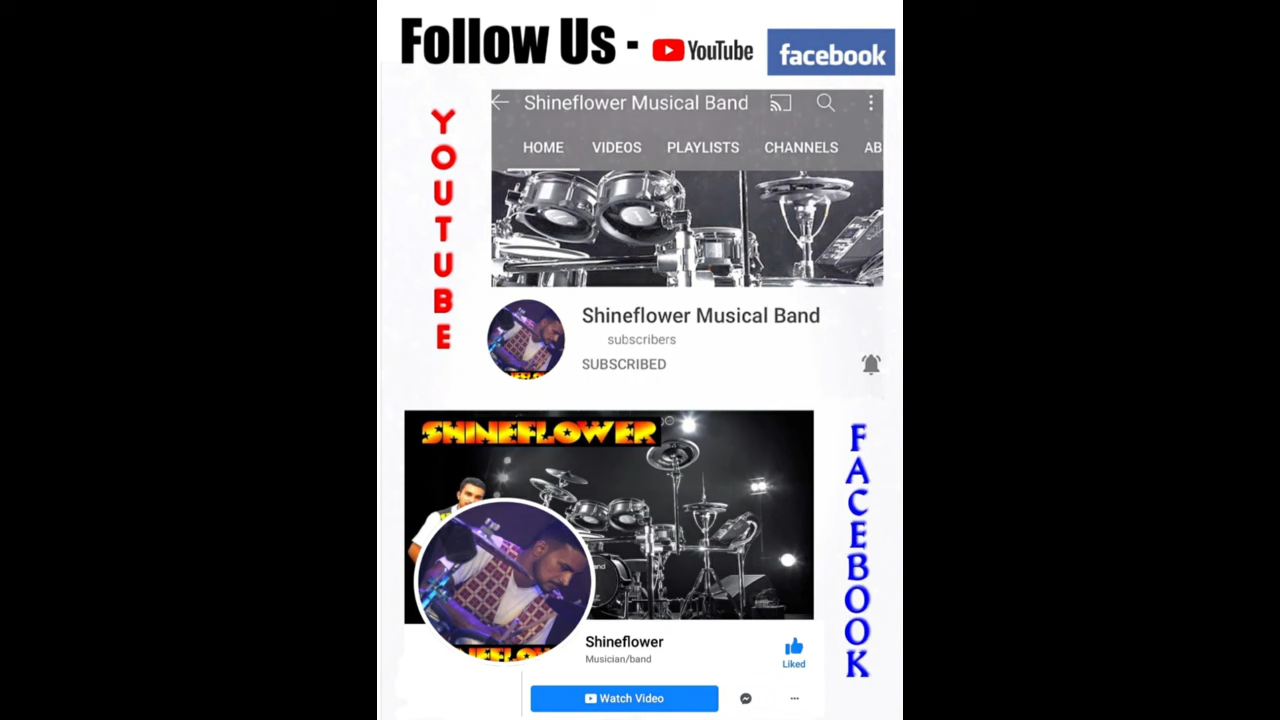 Follow Us - YouTube facebook
YOUTUBE
Shineflower Musical Band
HOME VIDEOS PLAYLISTS CHANNELS AB
Shineflower Musical Band
subscribers
SUBSCRIBED
SHINEFLOWER
FACEBOOK
Shineflower
Musician/band
Liked
Watch Video